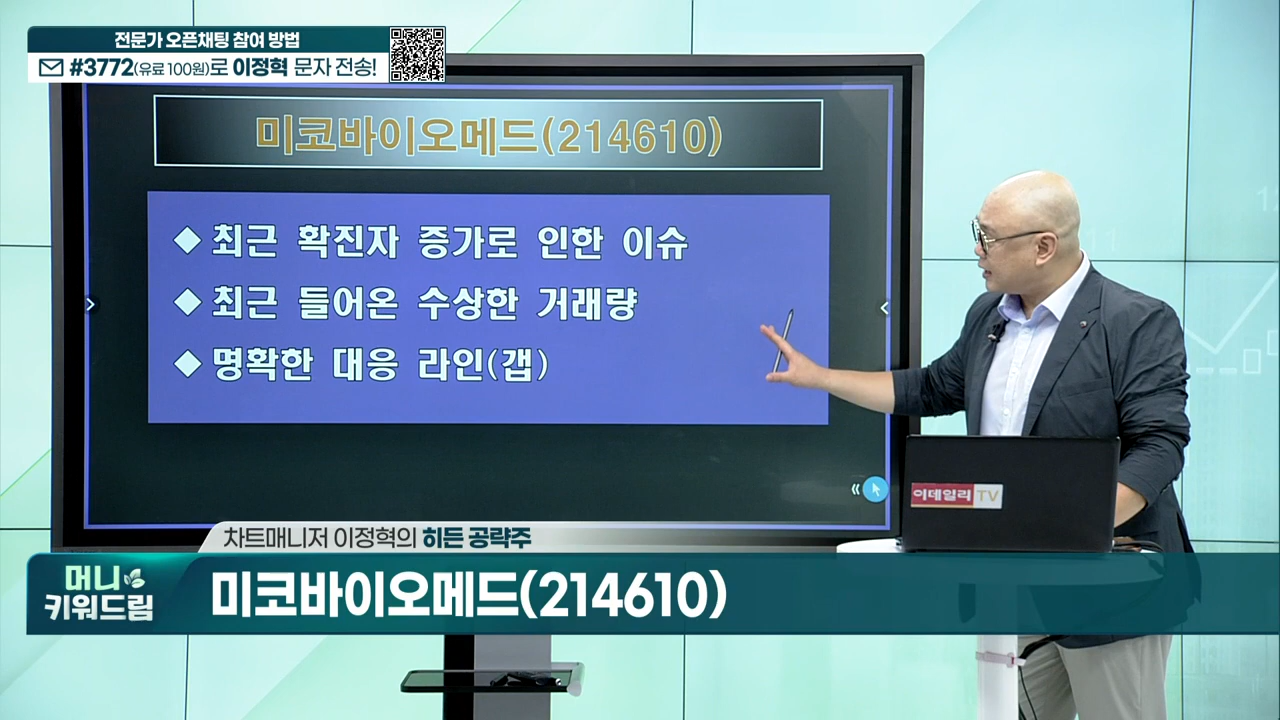 전문가 오픈채팅 참여 방법
#3772(유료 100원)로 이정혁 문자 전송!
미코바이오메드(214610)
◆ 최근 확진자 증가로 인한 이슈
◆ 최근 들어온 수상한 거래량
◆ 명확한 대응 라인(갭)
이데일리 TV
차트매니저 이정혁의 히든 공략주
머니
키워드림
미코바이오메드(214610)